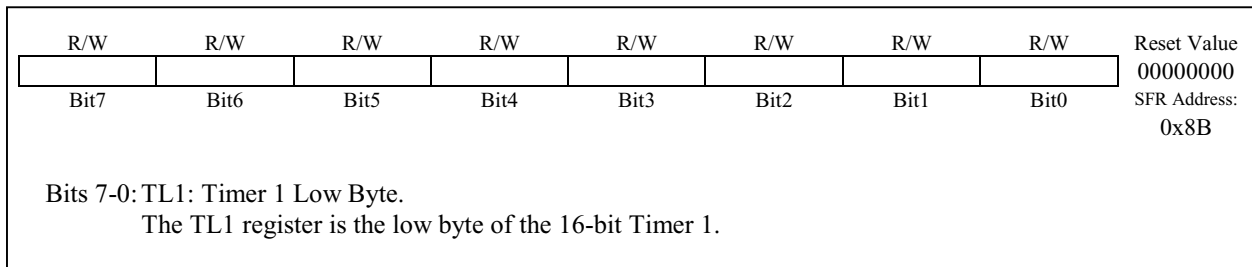 R/W R/W R/W R/W R/W R/W R/W R/W Reset Value
00000000
Bit7 Bit6 Bit5 Bit4 Bit3 Bit2 Bit1 Bit0 SFR Address:
0x8B
Bits 7-0: TL1: Timer 1 Low Byte.
The TL1 register is the low byte of the 16-bit Timer 1.